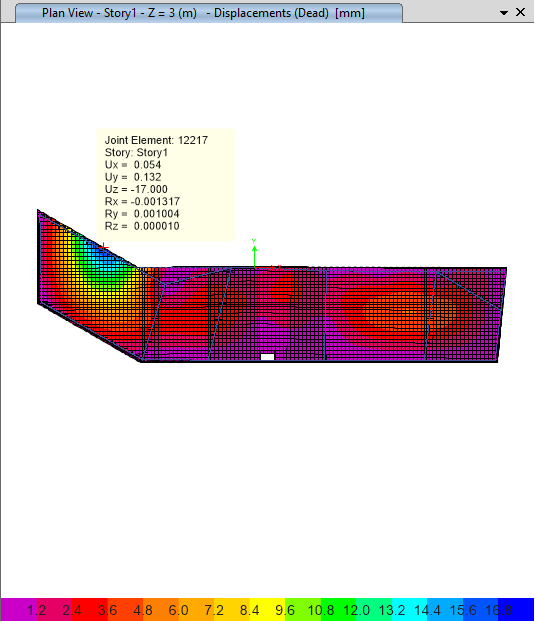 Plan View - Story1 - Z = 3 (m) - Displacements (Dead) [mm]
Joint Element: 12217
Story: Story1
Ux = 0.054
Uy = 0.132
Uz = -17.000
Rx = -0.001317
Ry = 0.001004
Rz = 0.000010
Y
1.2 2.4 3.6 4.8 6.0 7.2 8.4 9.6 10.8 12.0 13.2 14.4 15.6 16.8